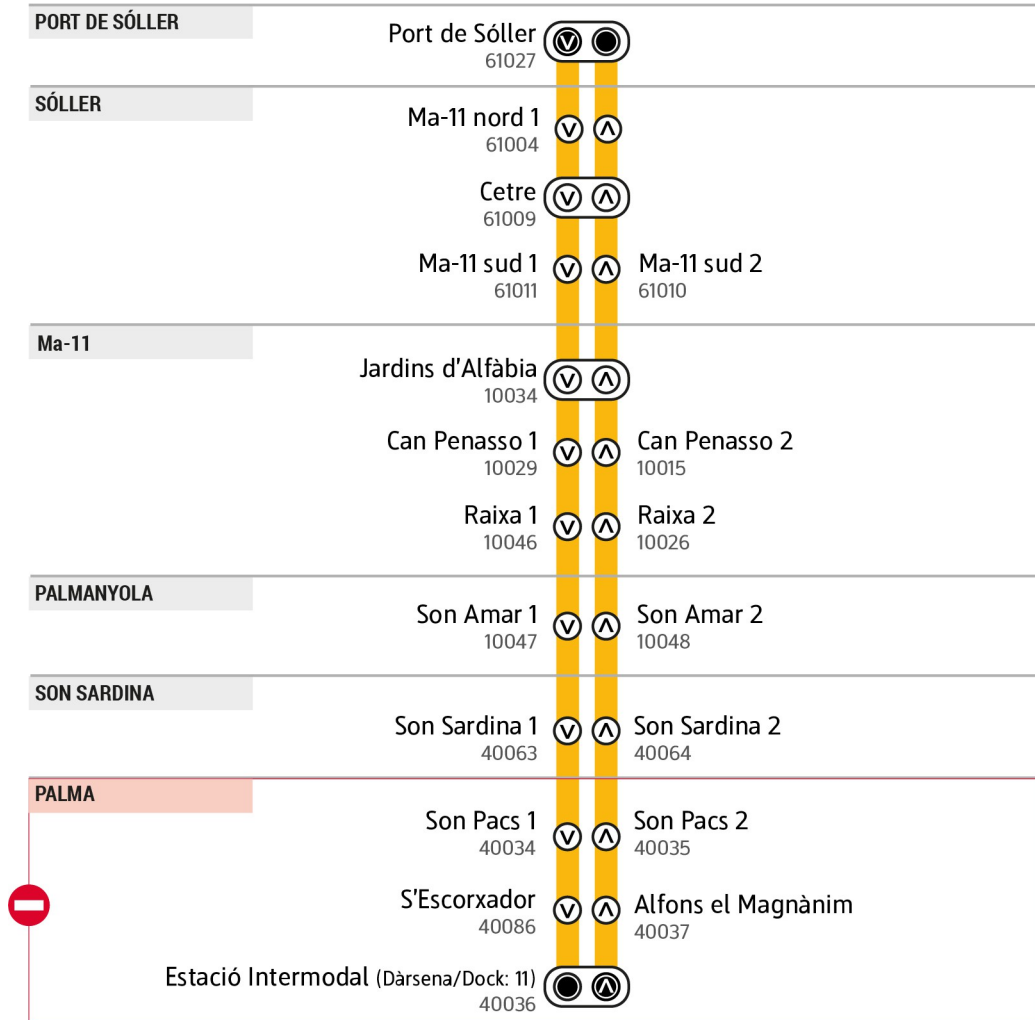 PORT DE SÓLLER
Port de Sóller
61027
SÓLLER
Ma-11 nord 1
61004
Cetre
61009
Ma-11 sud 1
61011
Ma-11 sud 2
61010
Ma-11
Jardins d'Alfàbia
10034
Can Penasso 1
10029
Can Penasso 2
10015
Raixa 1
10046
Raixa 2
10026
PALMANYOLA
Son Amar 1
10047
Son Amar 2
10048
SON SARDINA
Son Sardina 1
40063
Son Sardina 2
40064
PALMA
Son Pacs 1
40034
Son Pacs 2
40035
S'Escorxador
40086
Alfons el Magnànim
40037
Estació Intermodal (Dàrsena/Dock: 11)
40036